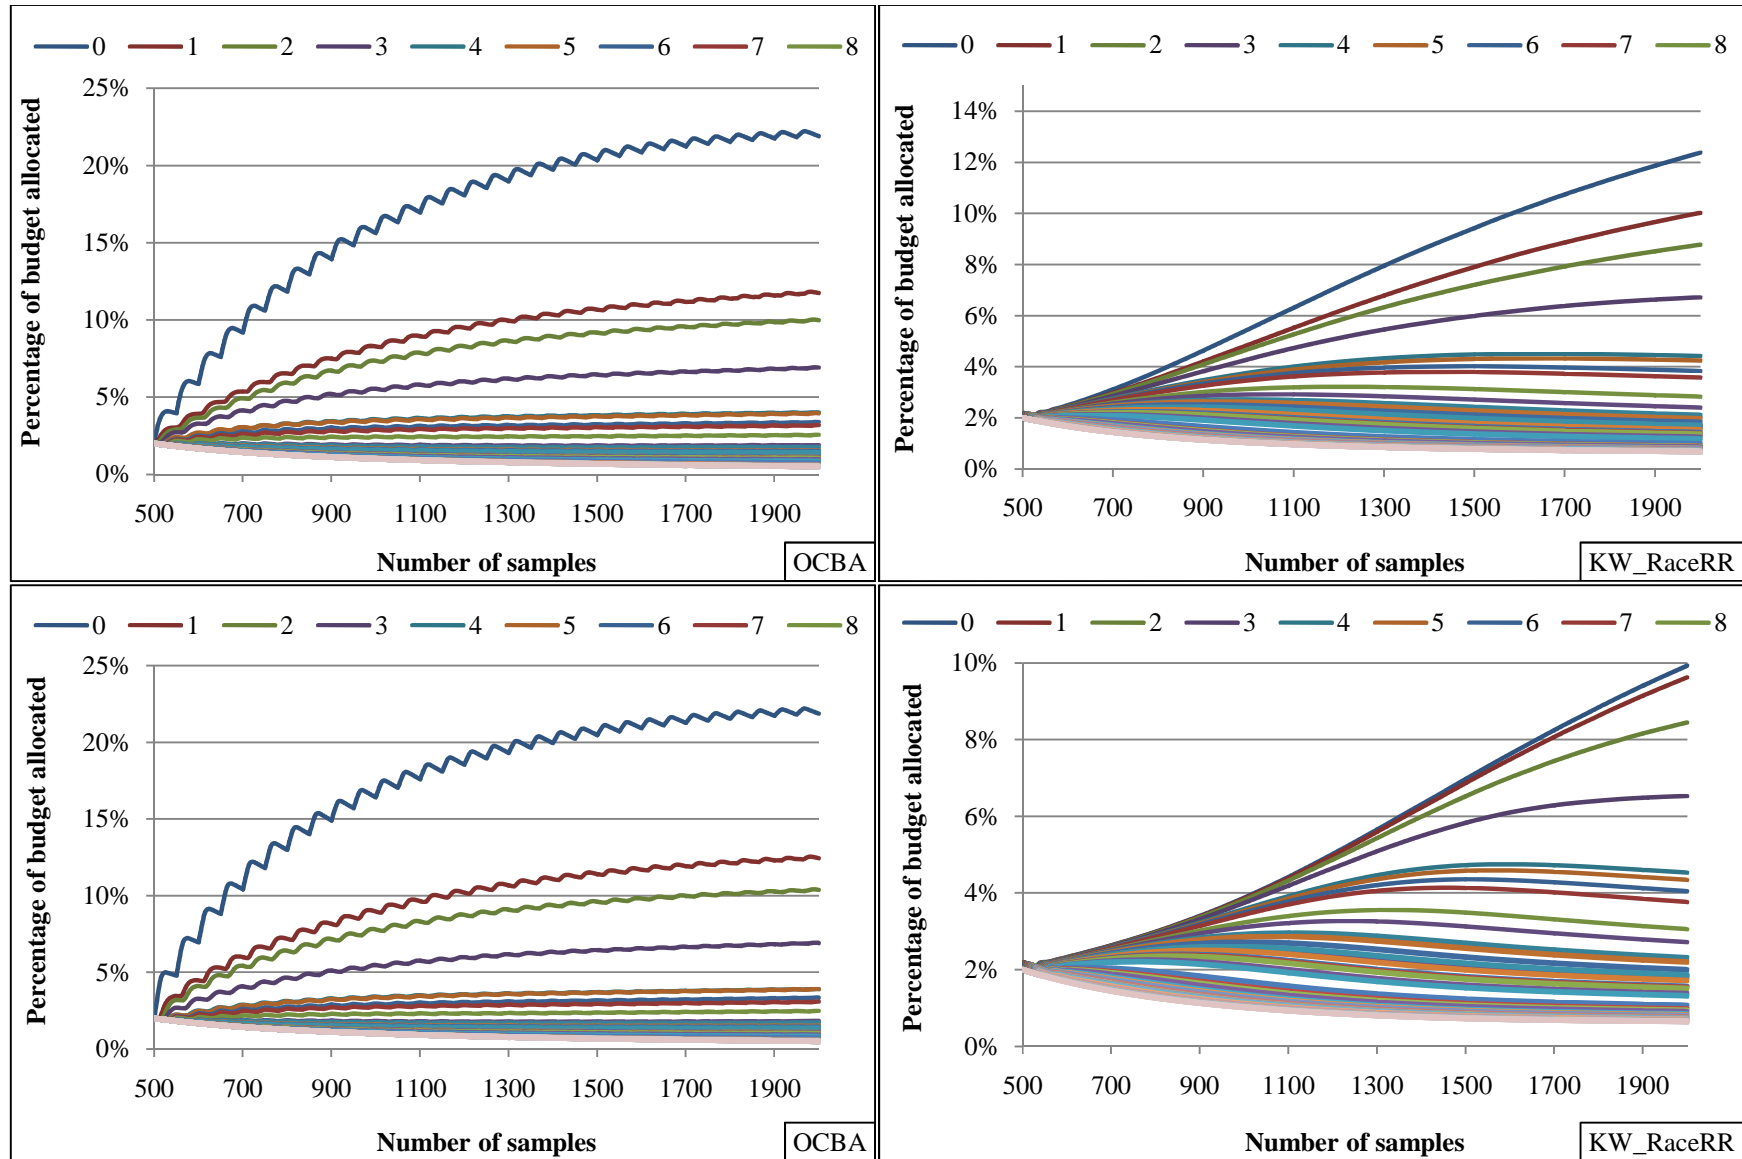 0 1 2 3 4 5 6 7 8
Percentage of budget allocated
25%
20%
15%
10%
5%
0%
500 700 900 1100 1300 1500 1700 1900
Number of samples
OCBA
0 1 2 3 4 5 6 7 8
Percentage of budget allocated
14%
12%
10%
8%
6%
4%
2%
0%
500 700 900 1100 1300 1500 1700 1900
Number of samples
KW_RaceRR
0 1 2 3 4 5 6 7 8
Percentage of budget allocated
25%
20%
15%
10%
5%
0%
500 700 900 1100 1300 1500 1700 1900
Number of samples
OCBA
0 1 2 3 4 5 6 7 8
Percentage of budget allocated
10%
8%
6%
4%
2%
0%
500 700 900 1100 1300 1500 1700 1900
Number of samples
KW_RaceRR